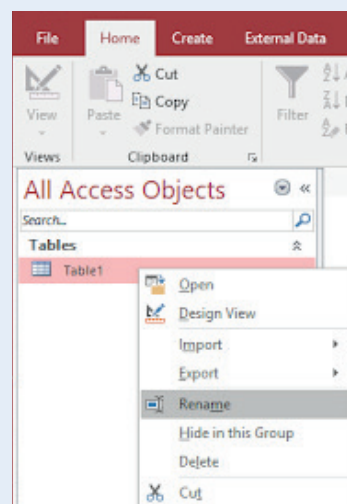 File Home Create External Data
Cut
Copy
Format Painter
View
Paste
Filter
Views Clipboard
All Access Objects
Search...
Tables
Table1
Open
Design View
Import
Export
Rename
Hide in this Group
Delete
Cut